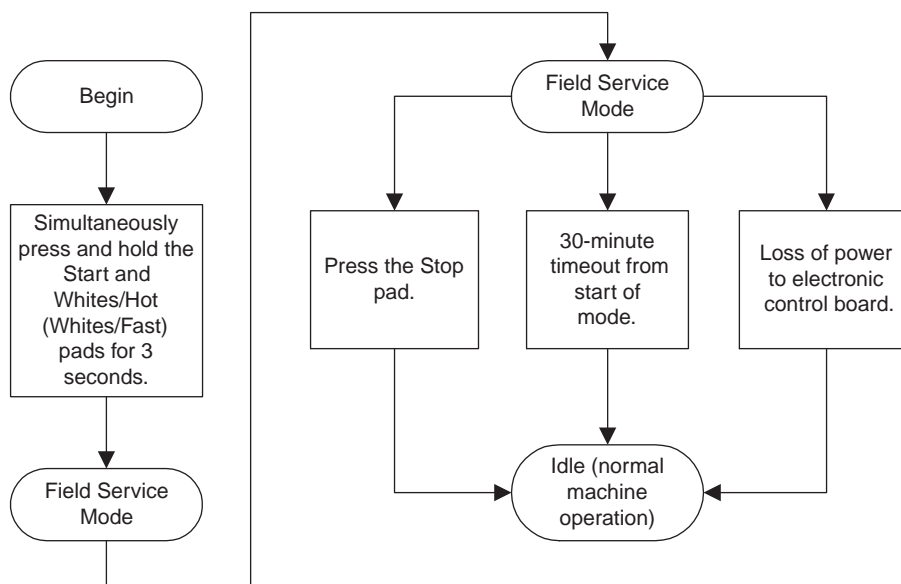 Begin
Simultaneously
press and hold the
Start and
Whites/Hot
(Whites/Fast)
pads for 3
seconds.
Field Service
Mode
Field Service
Mode
Press the Stop
pad.
30-minute
timeout from
start of
mode.
Loss of power
to electronic
control board.
Idle (normal
machine
operation)